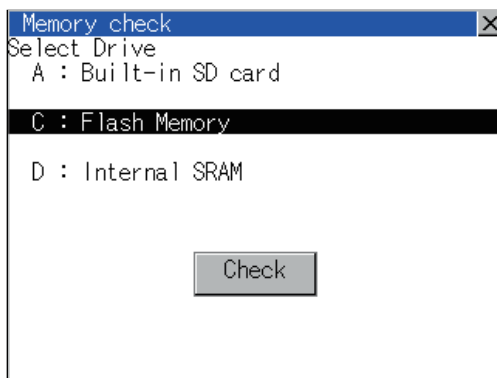 Memory check
Select Drive
A : Built-in SD card
C : Flash Memory
D : Internal SRAM
Check